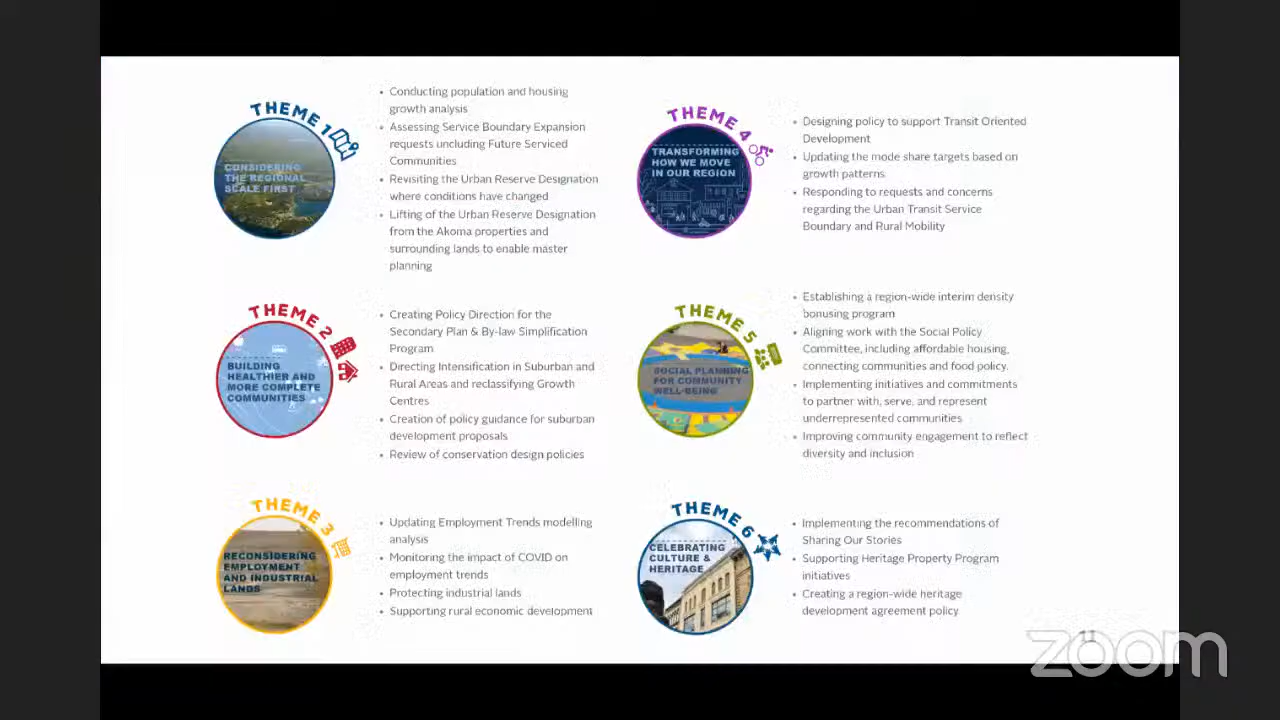 THEME 1
CONSIDERING
THE REGIONAL
SCALE FIRST
• Conducting population and housing
growth analysis
• Assessing Service Boundary Expansion
requests uncluding Future Serviced
Communities
• Revisiting the Urban Reserve Designation
where conditions have changed
• Lifting of the Urban Reserve Designation
from the Akoma properties and
surrounding lands to enable master
planning
THEME 2
BUILDING
HEALTHIER AND
MORE COMPLETE
COMMUNITIES
• Creating Policy Direction for the
Secondary Plan & By-law Simplification
Program
• Directing Intensification in Suburban and
Rural Areas and reclassifying Growth
Centres
• Creation of policy guidance for suburban
development proposals
• Review of conservation design policies
THEME 3
RECONSIDERING
EMPLOYMENT
AND INDUSTRIAL
LANDS
• Updating Employment Trends modelling
analysis
• Monitoring the impact of COVID on
employment trends
• Protecting industrial lands
• Supporting rural economic development
THEME 4
TRANSFORMING
HOW WE MOVE
IN OUR REGION
• Designing policy to support Transit Oriented
Development
• Updating the mode share targets based on
growth patterns
• Responding to requests and concerns
regarding the Urban Transit Service
Boundary and Rural Mobility
THEME 5
SOCIAL PLANNING
FOR COMMUNITY
WELL-BEING
• Establishing a region-wide interim density
bonusing program
• Aligning work with the Social Policy
Committee, including affordable housing,
connecting communities and food policy.
• Implementing initiatives and commitments
to partner with, serve, and represent
underrepresented communities
• Improving community engagement to reflect
diversity and inclusion
THEME 6
CELEBRATING
CULTURE &
HERITAGE
• Implementing the recommendations of
Sharing Our Stories
• Supporting Heritage Property Program
initiatives
• Creating a region-wide heritage
development agreement policy
11
zoom